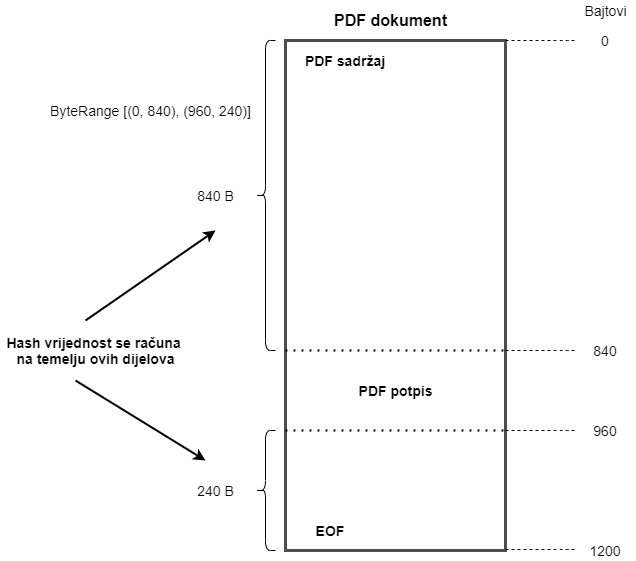 PDF dokument
Bajtovi
0
PDF sadržaj
ByteRange [(0, 840), (960, 240)]
840 B
Hash vrijednost se računa
na temelju ovih dijelova
840
PDF potpis
960
240 B
EOF
1200